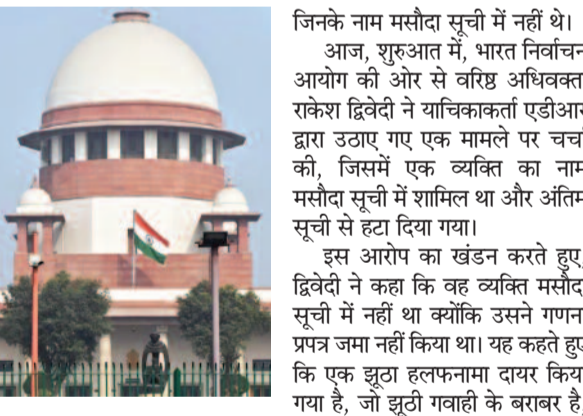 जिनके नाम मसौदा सूची में नहीं थे।
आज, शुरुआत में, भारत निर्वाचन
आयोग की ओर से वरिष्ठ अधिवक्त
राकेश द्विवेदी ने याचिकाकर्ता एडीआर
द्वारा उठाए गए एक मामले पर चर्चा
की, जिसमें एक व्यक्ति का नाम
मसौदा सूची में शामिल था और अंतिम
सूची से हटा दिया गया।
इस आरोप का खंडन करते हुए,
द्विवेदी ने कहा कि वह व्यक्ति मसौद
सूची में नहीं था क्योंकि उसने गणना
प्रपत्र जमा नहीं किया था। यह कहते हुए
कि एक झूठा हलफनामा दायर किय
गया है, जो झूठी गवाही के बराबर है,